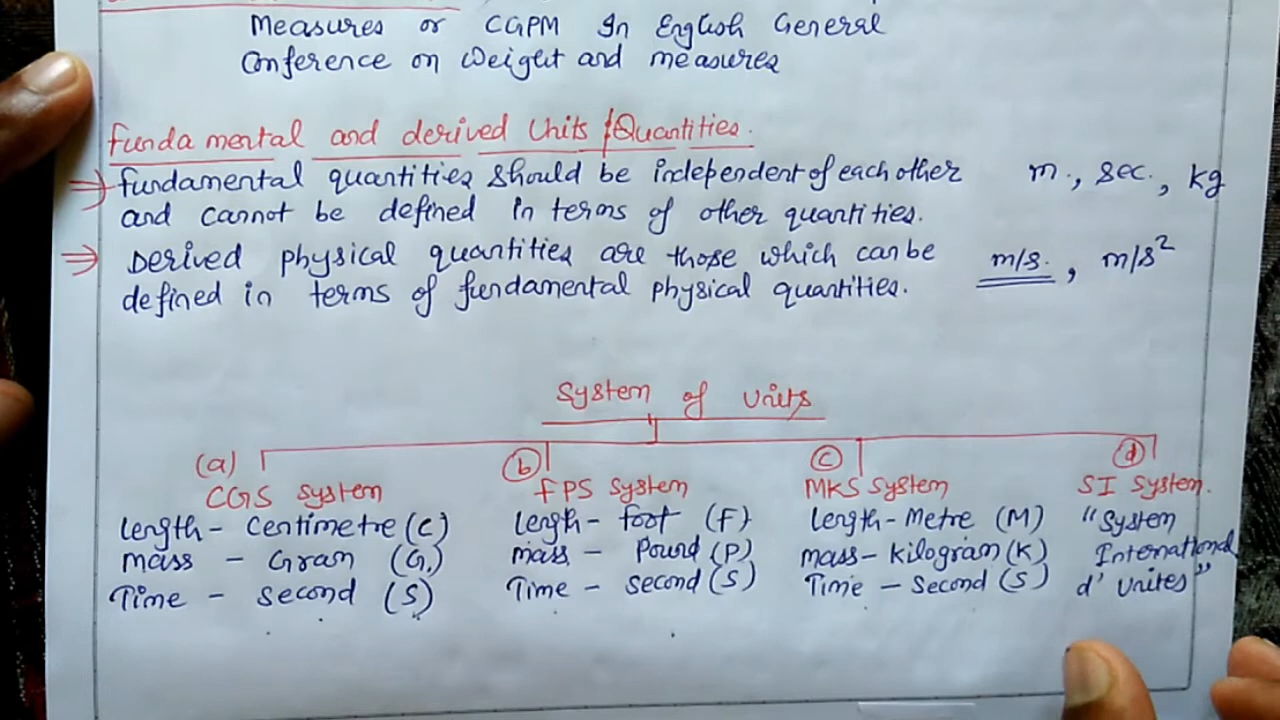 Measures or CGPM In English General
Conference on Weight and measures
Fundamental and derived Units & Quantities.
⇒ fundamental quantities should be independent of each other m., sec., kg
and cannot be defined in terms of other quantities.
⇒ Derived physical quantities are those which can be m/s., m/s²
defined in terms of fundamental physical quantities.
System of Units
(a) CGS System
Length - Centimetre (C)
mass - Gram (G.)
Time - second (S)
(b) FPS System
Length - foot (F)
mass - Pound (P)
Time - second (S)
(c) MKS System
Length - Metre (M)
mass - kilogram (K)
Time - Second (S)
(d) SI System.
"System
International
d' Unites"